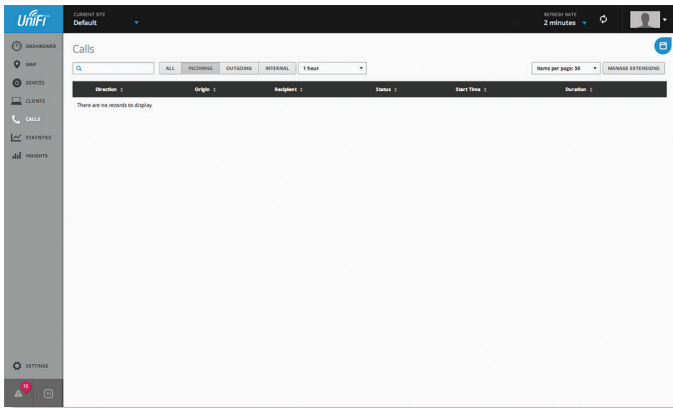 UniFi
CURRENT SITE
Default
REFRESH RATE
2 minutes
DASHBOARD
MAP
DEVICES
CLIENTS
CALLS
STATISTICS
INSIGHTS
SETTINGS
15
Calls
ALL INCOMING OUTGOING INTERNAL 1 hour
Items per page: 50 MANAGE EXTENSIONS
Direction Origin Recipient Status Start Time Duration
There are no records to display